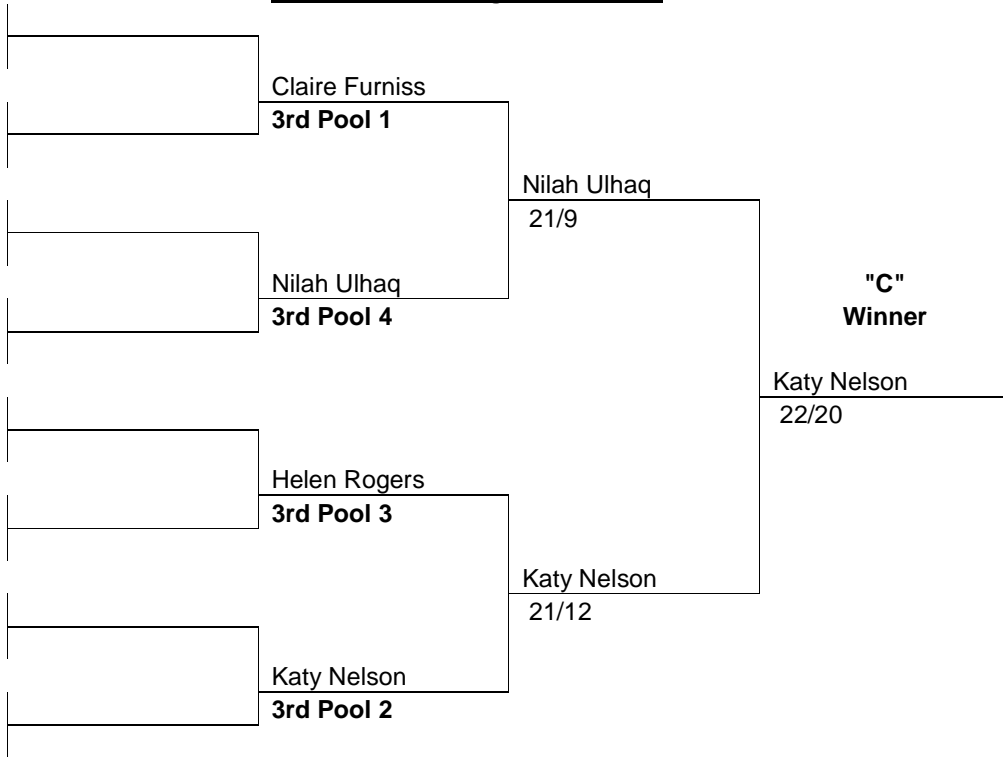 Claire Furniss
3rd Pool 1
Nilah Ulhaq
21/9
Nilah Ulhaq
3rd Pool 4
"C"
Winner
Katy Nelson
22/20
Helen Rogers
3rd Pool 3
Katy Nelson
21/12
Katy Nelson
3rd Pool 2